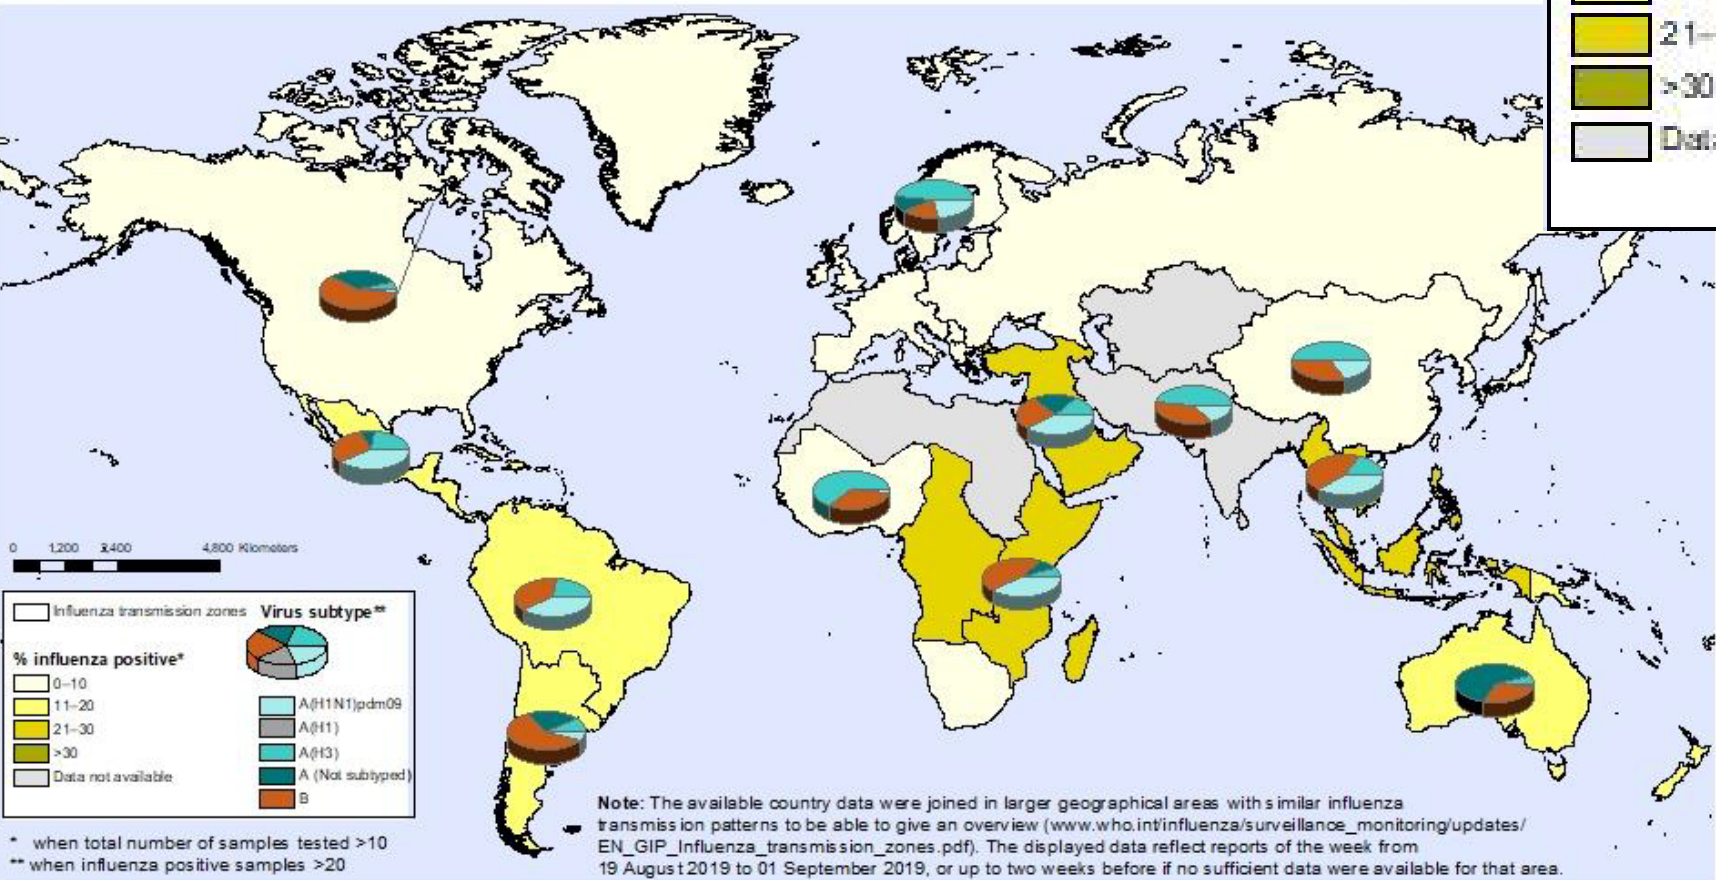 21–
>30
Data
0 1,200 2,400 4,800 Kilometers
Influenza transmission zones
Virus subtype**
% influenza positive*
0–10
11–20
21–30
>30
Data not available
A(H1N1)pdm09
A(H1)
A(H3)
A (Not subtyped)
B
* when total number of samples tested >10
** when influenza positive samples >20
Note: The available country data were joined in larger geographical areas with similar influenza
transmission patterns to be able to give an overview (www.who.int/influenza/surveillance_monitoring/updates/
EN_GIP_Influenza_transmission_zones.pdf). The displayed data reflect reports of the week from
19 August 2019 to 01 September 2019, or up to two weeks before if no sufficient data were available for that area.